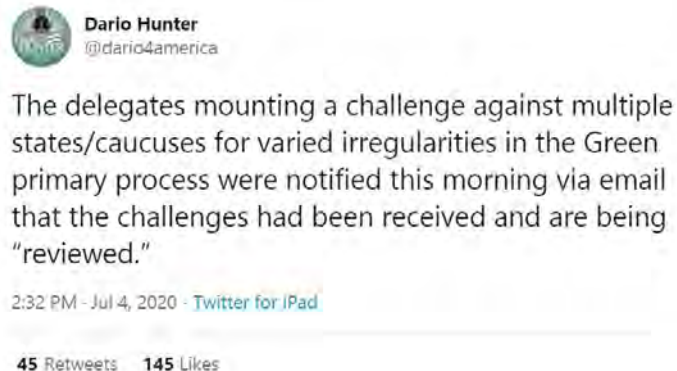 Dario Hunter
@dario4america
The delegates mounting a challenge against multiple
states/caucuses for varied irregularities in the Green
primary process were notified this morning via email
that the challenges had been received and are being
“reviewed.”
2:32 PM · Jul 4, 2020 · Twitter for iPad
45 Retweets 145 Likes